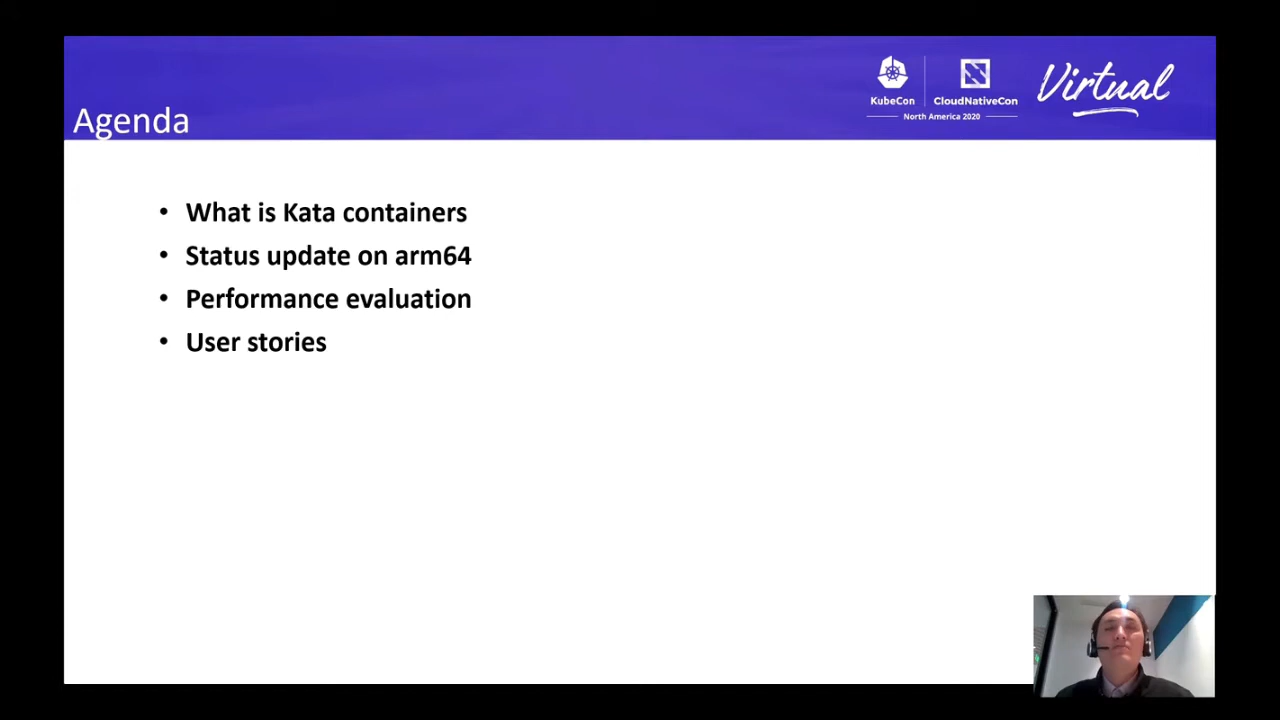 Agenda
KubeCon
CloudNativeCon
North America 2020
Virtual
• What is Kata containers
• Status update on arm64
• Performance evaluation
• User stories